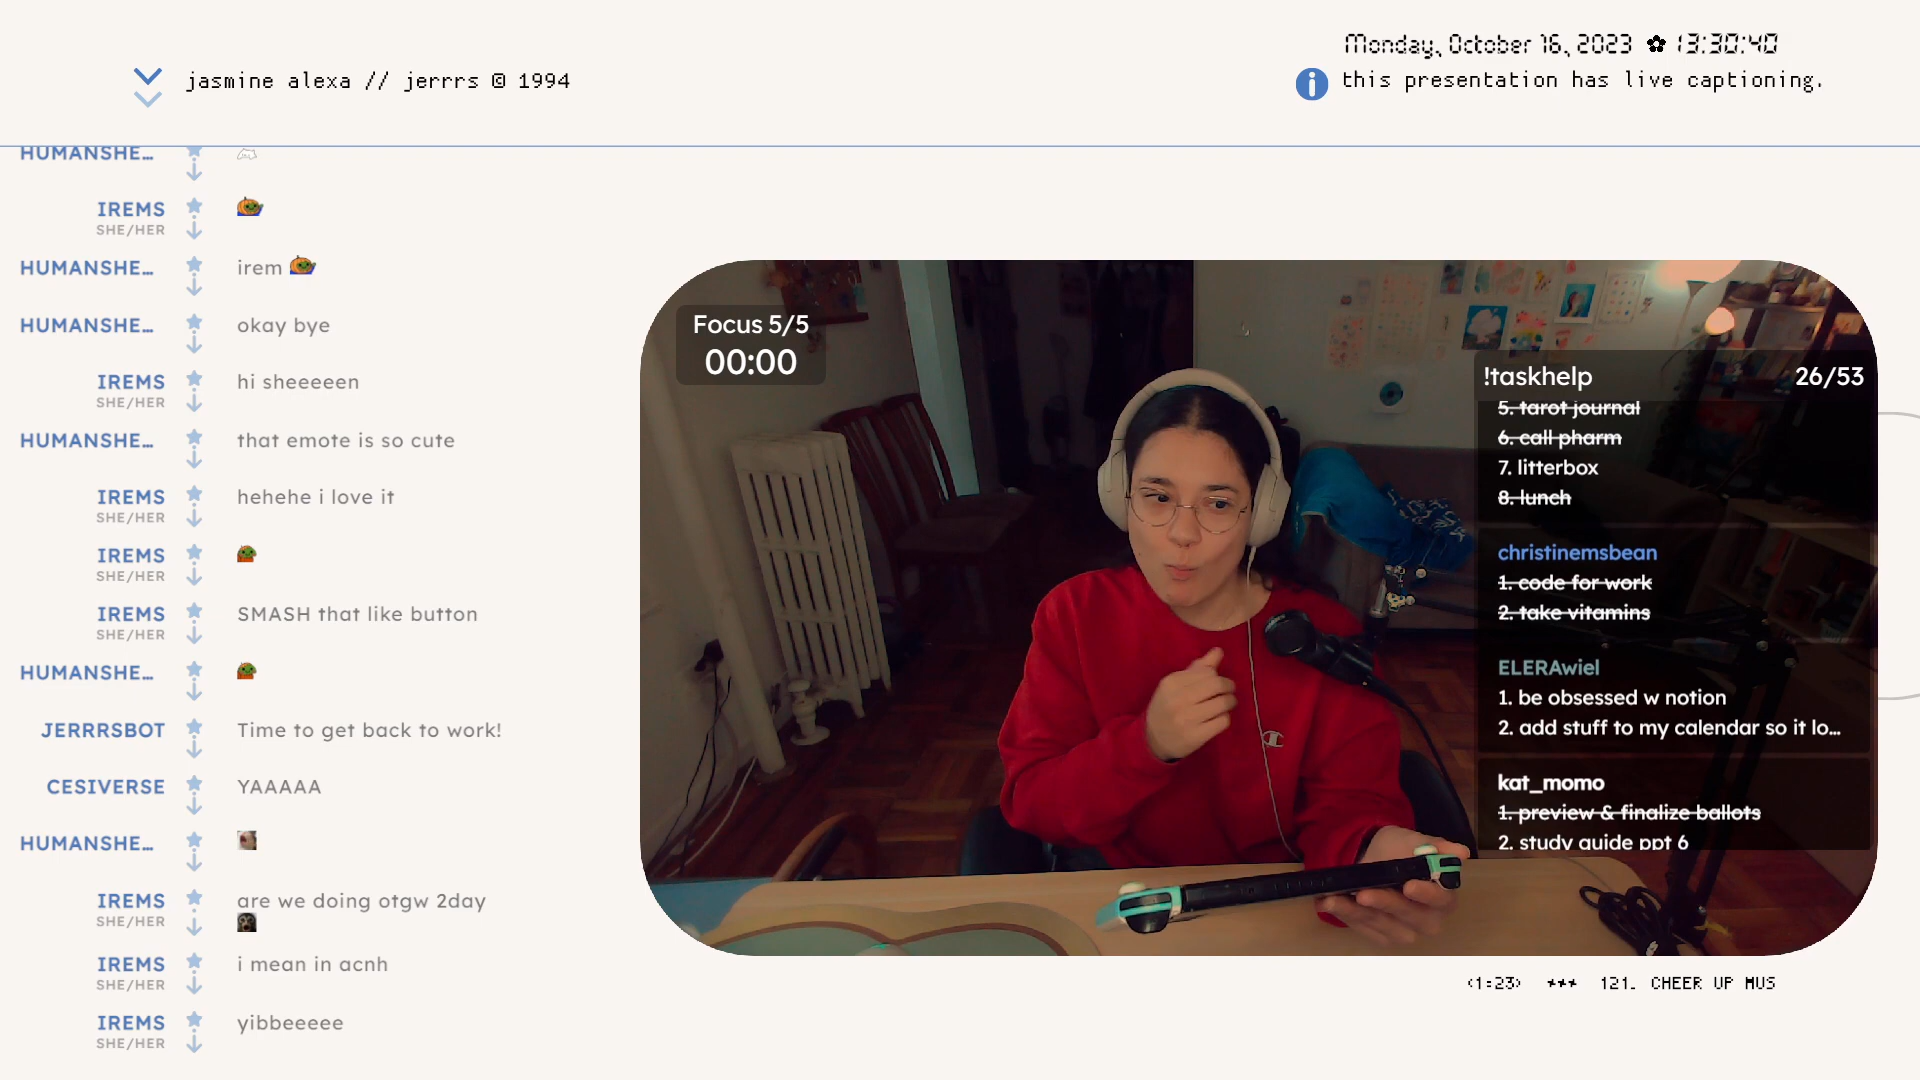 jasmine alexa // jerrrs © 1994
Monday, October 16, 2023 ✿ 13:30:40
this presentation has live captioning.
HUMANSHE…
IREMS
SHE/HER
HUMANSHE… irem
HUMANSHE… okay bye
IREMS hi sheeeeen
SHE/HER
HUMANSHE… that emote is so cute
IREMS hehehe i love it
SHE/HER
IREMS
SHE/HER
IREMS SMASH that like button
SHE/HER
HUMANSHE…
JERRRSBOT Time to get back to work!
CESIVERSE YAAAAA
HUMANSHE…
IREMS are we doing otgw 2day
SHE/HER
IREMS i mean in acnh
SHE/HER
IREMS yibbeeeee
SHE/HER
Focus 5/5
00:00
!taskhelp 26/53
5. tarot journal
6. call pharm
7. litterbox
8. lunch
christinemsbean
1. code for work
2. take vitamins
ELERAwiel
1. be obsessed w notion
2. add stuff to my calendar so it lo…
kat_momo
1. preview & finalize ballots
2. study guide ppt 6
<1:23> *** 121. CHEER UP MUS